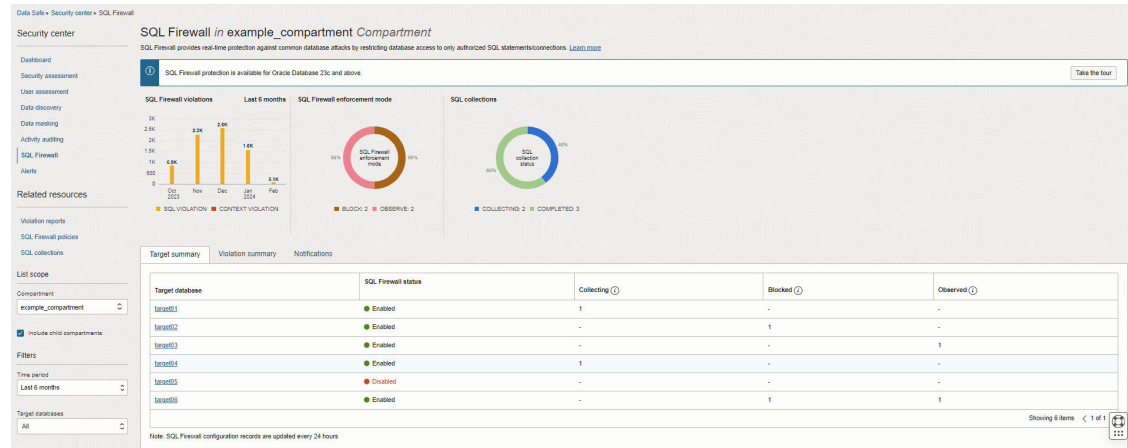 Data Safe » Security center » SQL Firewall
Security center
Dashboard
Security assessment
User assessment
Data discovery
Data masking
Activity auditing
SQL Firewall
Alerts
Related resources
Violation reports
SQL Firewall policies
SQL collections
List scope
Compartment
example_compartment
Include child compartments
Filters
Time period
Last 6 months
Target databases
All
SQL Firewall in example_compartment Compartment
SQL Firewall provides real-time protection against common database attacks by restricting database access to only authorized SQL statements/connections. Learn more
SQL Firewall protection is available for Oracle Database 23c and above.
Take the tour
SQL Firewall violations Last 6 months
3K
2.5K
2K
1.5K
1K
500
0
0.9K 2.3K 2.6K 1.6K 0.1K
Oct Nov Dec Jan Feb
2023 2024
SQL VIOLATION CONTEXT VIOLATION
SQL Firewall enforcement mode
50% SQL Firewall enforcement mode 50%
BLOCK: 2 OBSERVE: 2
SQL collections
40%
SQL collection status
60%
COLLECTING: 2 COMPLETED: 3
Target summary Violation summary Notifications
Target database SQL Firewall status Collecting Blocked Observed
target01 Enabled 1 - -
target02 Enabled - 1 -
target03 Enabled - - 1
target04 Enabled 1 - -
target05 Disabled - - -
target06 Enabled - 1 1
Showing 6 items < 1 of 1
Note: SQL Firewall configuration records are updated every 24 hours